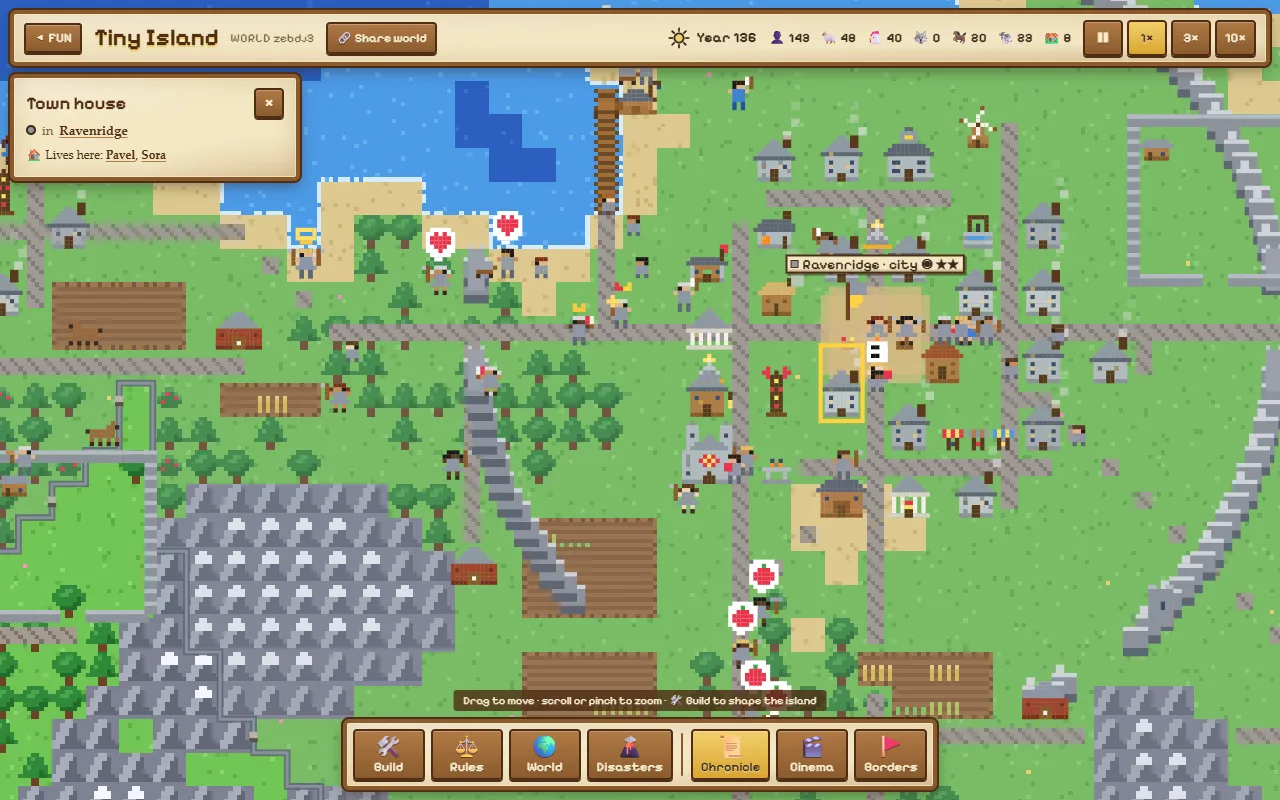 FUN
Tiny Island
WORLD zebdj3
Share world
Year 136
143
48
40
0
20
23
8
1×
3×
10×
Town house
×
in Ravenridge
Lives here: Pavel, Sora
Ravenridge · city
Drag to move · scroll or pinch to zoom · Build to shape the island
Build
Rules
World
Disasters
Chronicle
Cinema
Borders